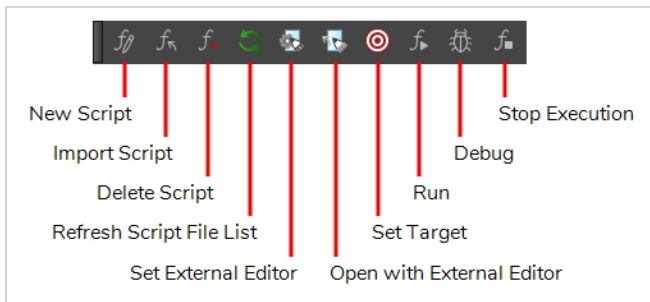 New Script
Stop Execution
Import Script
Debug
Delete Script
Run
Refresh Script File List
Set Target
Set External Editor
Open with External Editor